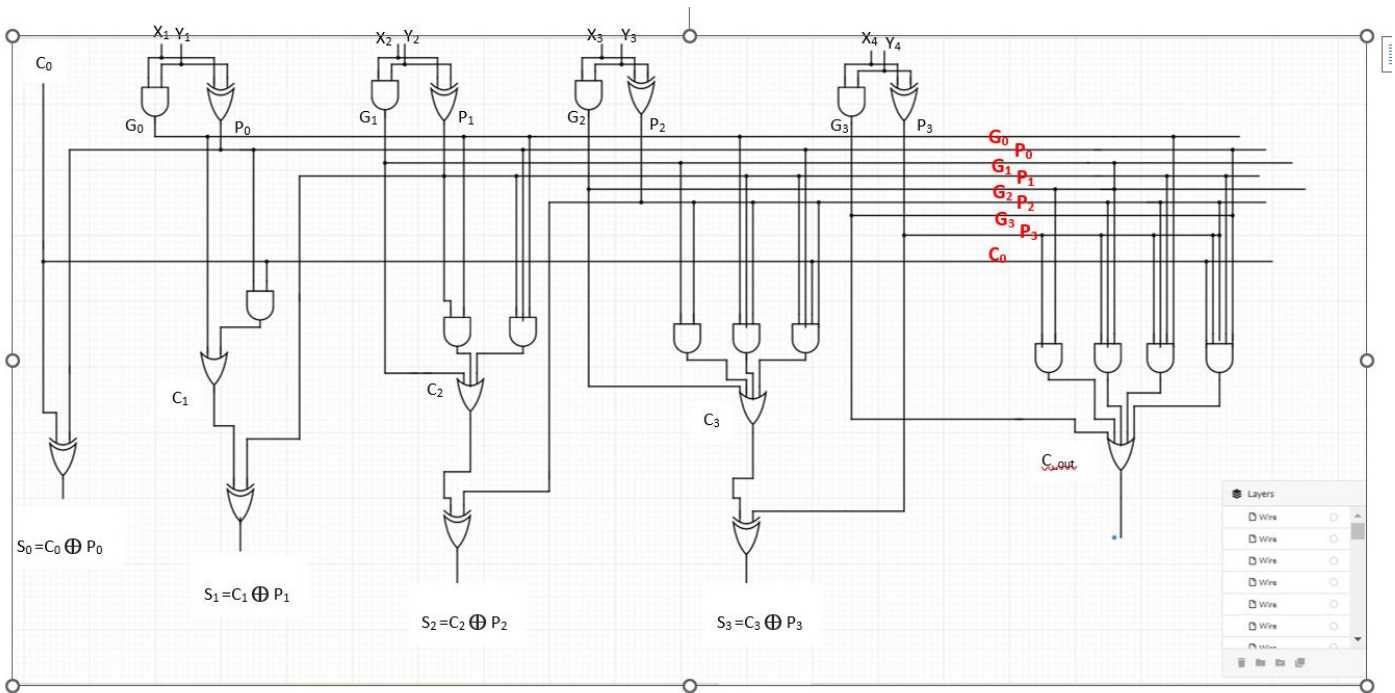 X₁ Y₁
X₂ Y₂
X₃ Y₃
X₄ Y₄
C₀
G₀
P₀
G₁
P₁
G₂
P₂
G₃
P₃
G₀
P₀
G₁
P₁
G₂
P₂
G₃
P₃
C₀
C₁
C₂
C₃
C_out
Layers
Wire
Wire
Wire
Wire
Wire
Wire
S₀=C₀⊕P₀
S₁=C₁⊕P₁
S₂=C₂⊕P₂
S₃=C₃⊕P₃